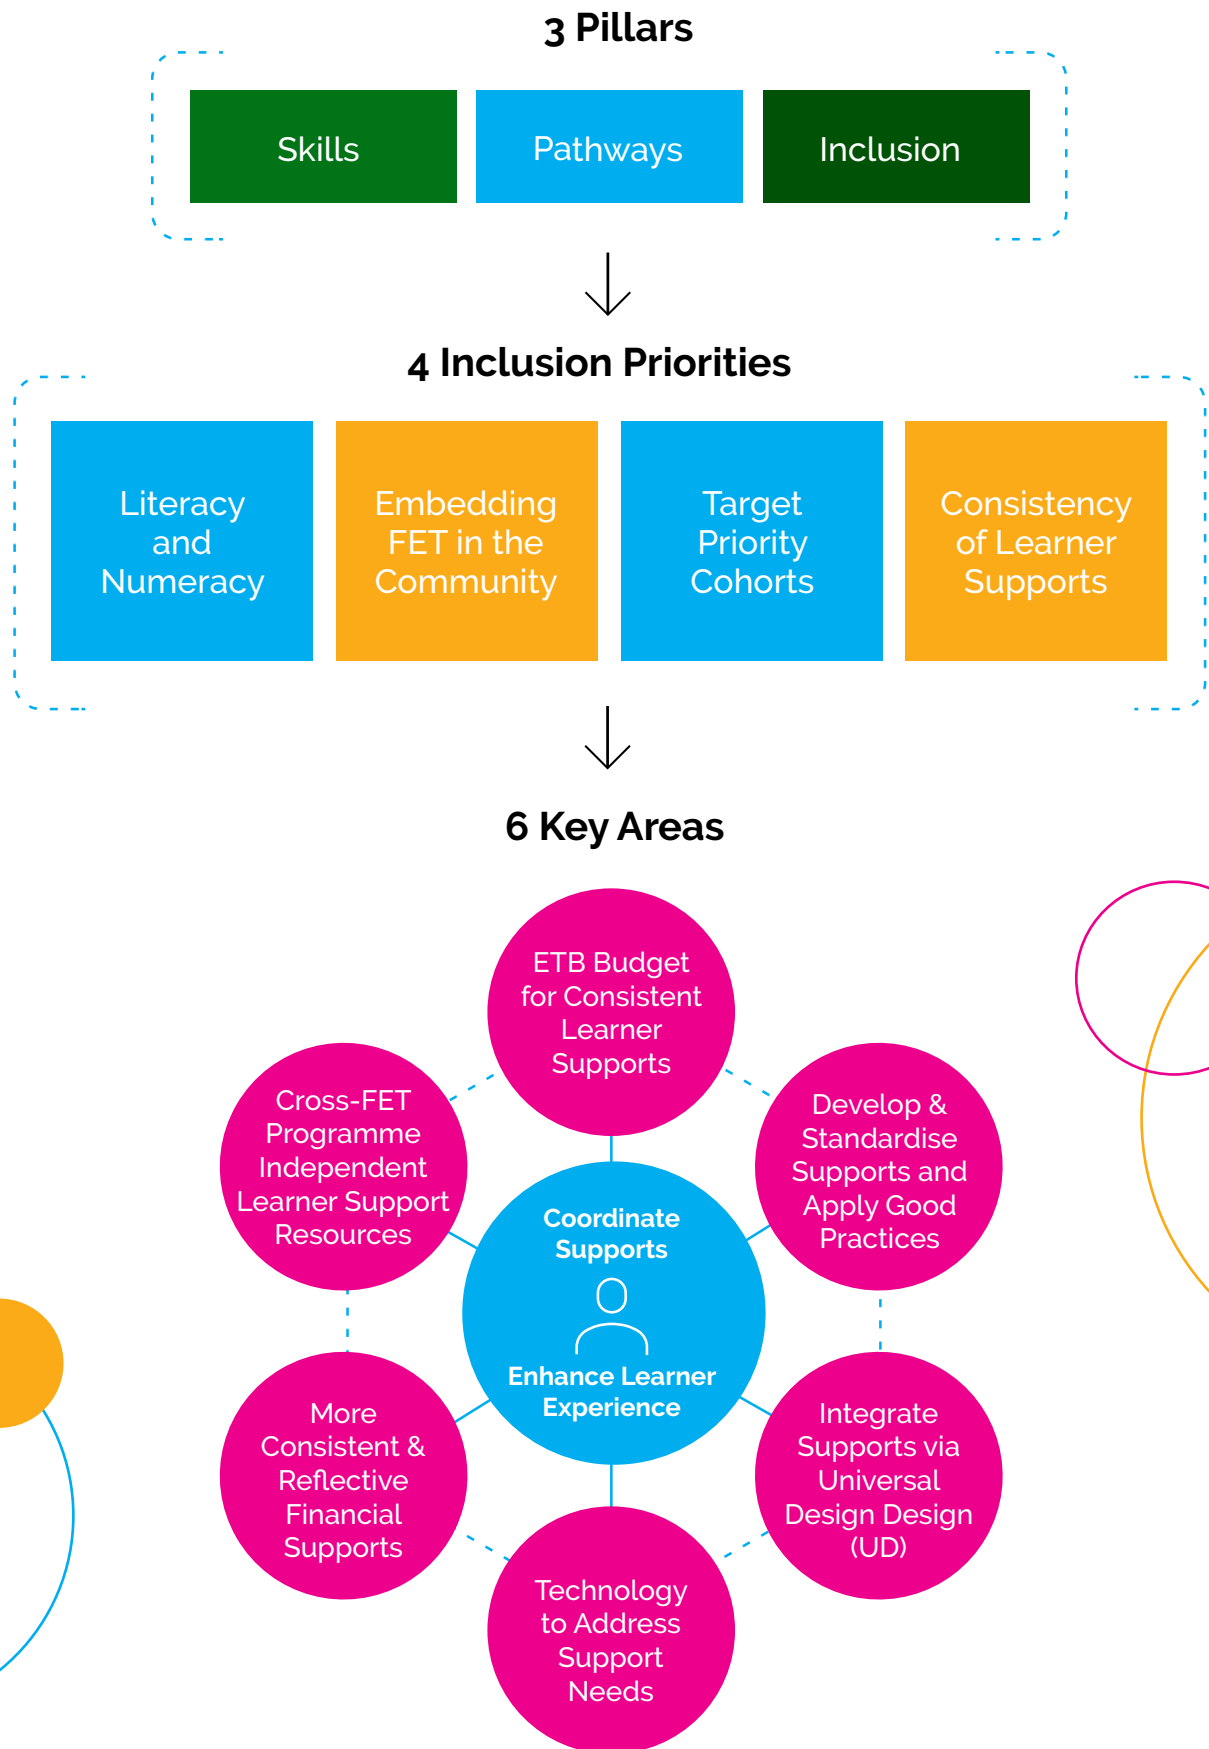 3 Pillars
Skills
Pathways
Inclusion
4 Inclusion Priorities
Literacy
and
Numeracy
Embedding
FET in the
Community
Target
Priority
Cohorts
Consistency
of Learner
Supports
6 Key Areas
ETB Budget
for Consistent
Learner
Supports
Develop &
Standardise
Supports and
Apply Good
Practices
Integrate
Supports via
Universal
Design Design
(UD)
Technology
to Address
Support
Needs
More
Consistent &
Reflective
Financial
Supports
Cross-FET
Programme
Independent
Learner Support
Resources
Coordinate
Supports
Enhance Learner
Experience